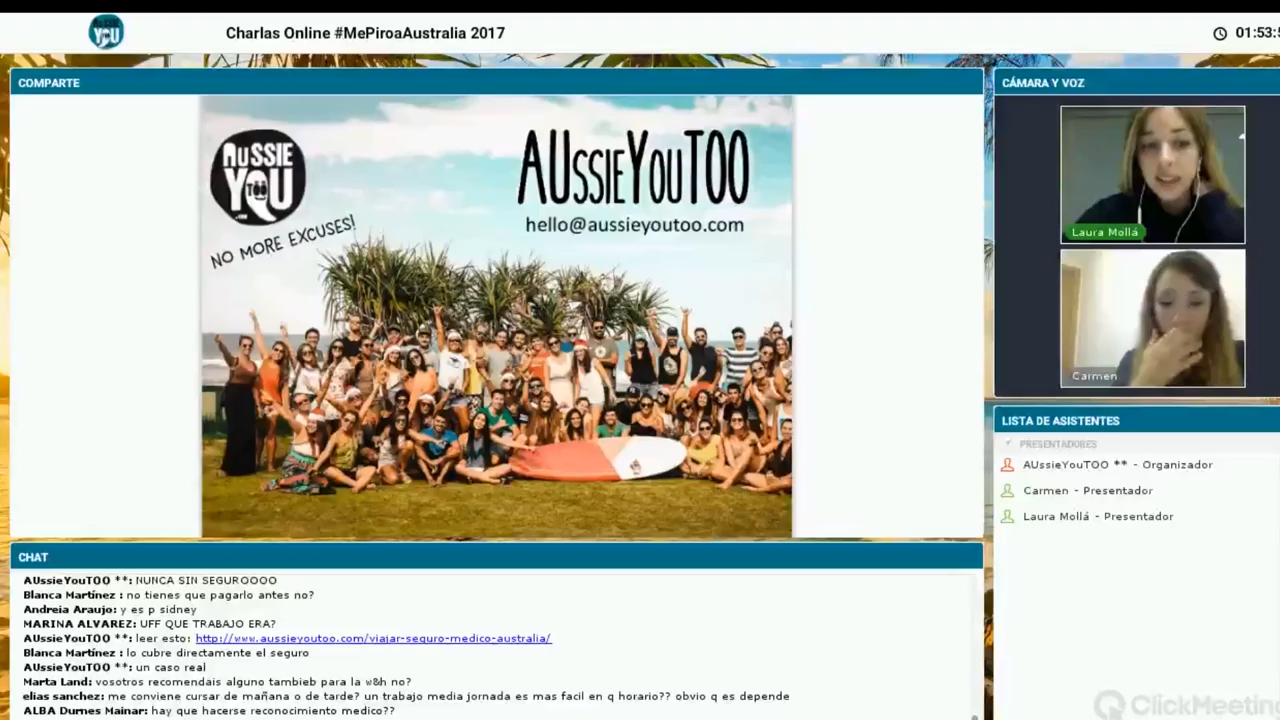 AUSSIE YOU
Charlas Online #MePiroaAustralia 2017
01:53:5
COMPARTE
AUSSIE
YOU
TOO
.com
NO MORE EXCUSES!
AUSSIEYOUTOO
hello@aussieyoutoo.com
CÁMARA Y VOZ
Laura Mollá
Carmen
LISTA DE ASISTENTES
PRESENTADORES
AUssieYouTOO ** - Organizador
Carmen - Presentador
Laura Mollá - Presentador
CHAT
AUssieYouTOO **: NUNCA SIN SEGUROOOO
Blanca Martínez : no tienes que pagarlo antes no?
Andreia Araujo: y es p sidney
MARINA ALVAREZ: UFF QUE TRABAJO ERA?
AUssieYouTOO **: leer esto: http://www.aussieyoutoo.com/viajar-seguro-medico-australia/
Blanca Martínez : lo cubre directamente el seguro
AUssieYouTOO **: un caso real
Marta Land: vosotros recomendais alguno tambieb para la w&h no?
elias sanchez: me conviene cursar de mañana o de tarde? un trabajo media jornada es mas facil en q horario?? obvio q es depende
ALBA Durnes Mainar: hay que hacerse reconocimiento medico??
ClickMeeting